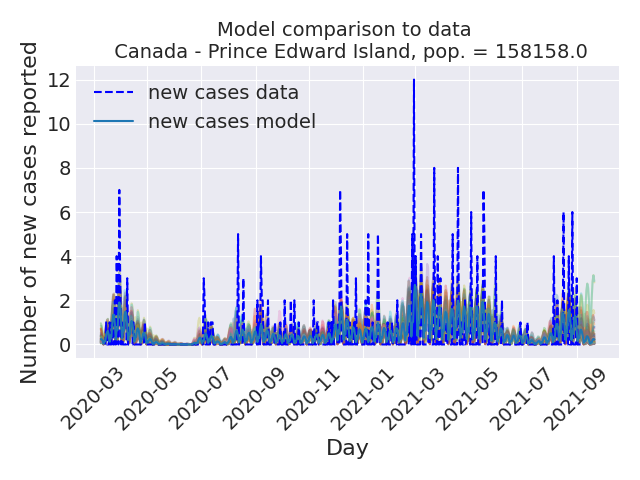 Model comparison to data
Canada - Prince Edward Island, pop. = 158158.0
Number of new cases reported
12
10
8
6
4
2
0
new cases data
new cases model
2020-03
2020-05
2020-07
2020-09
2020-11
2021-01
2021-03
2021-05
2021-07
2021-09
Day